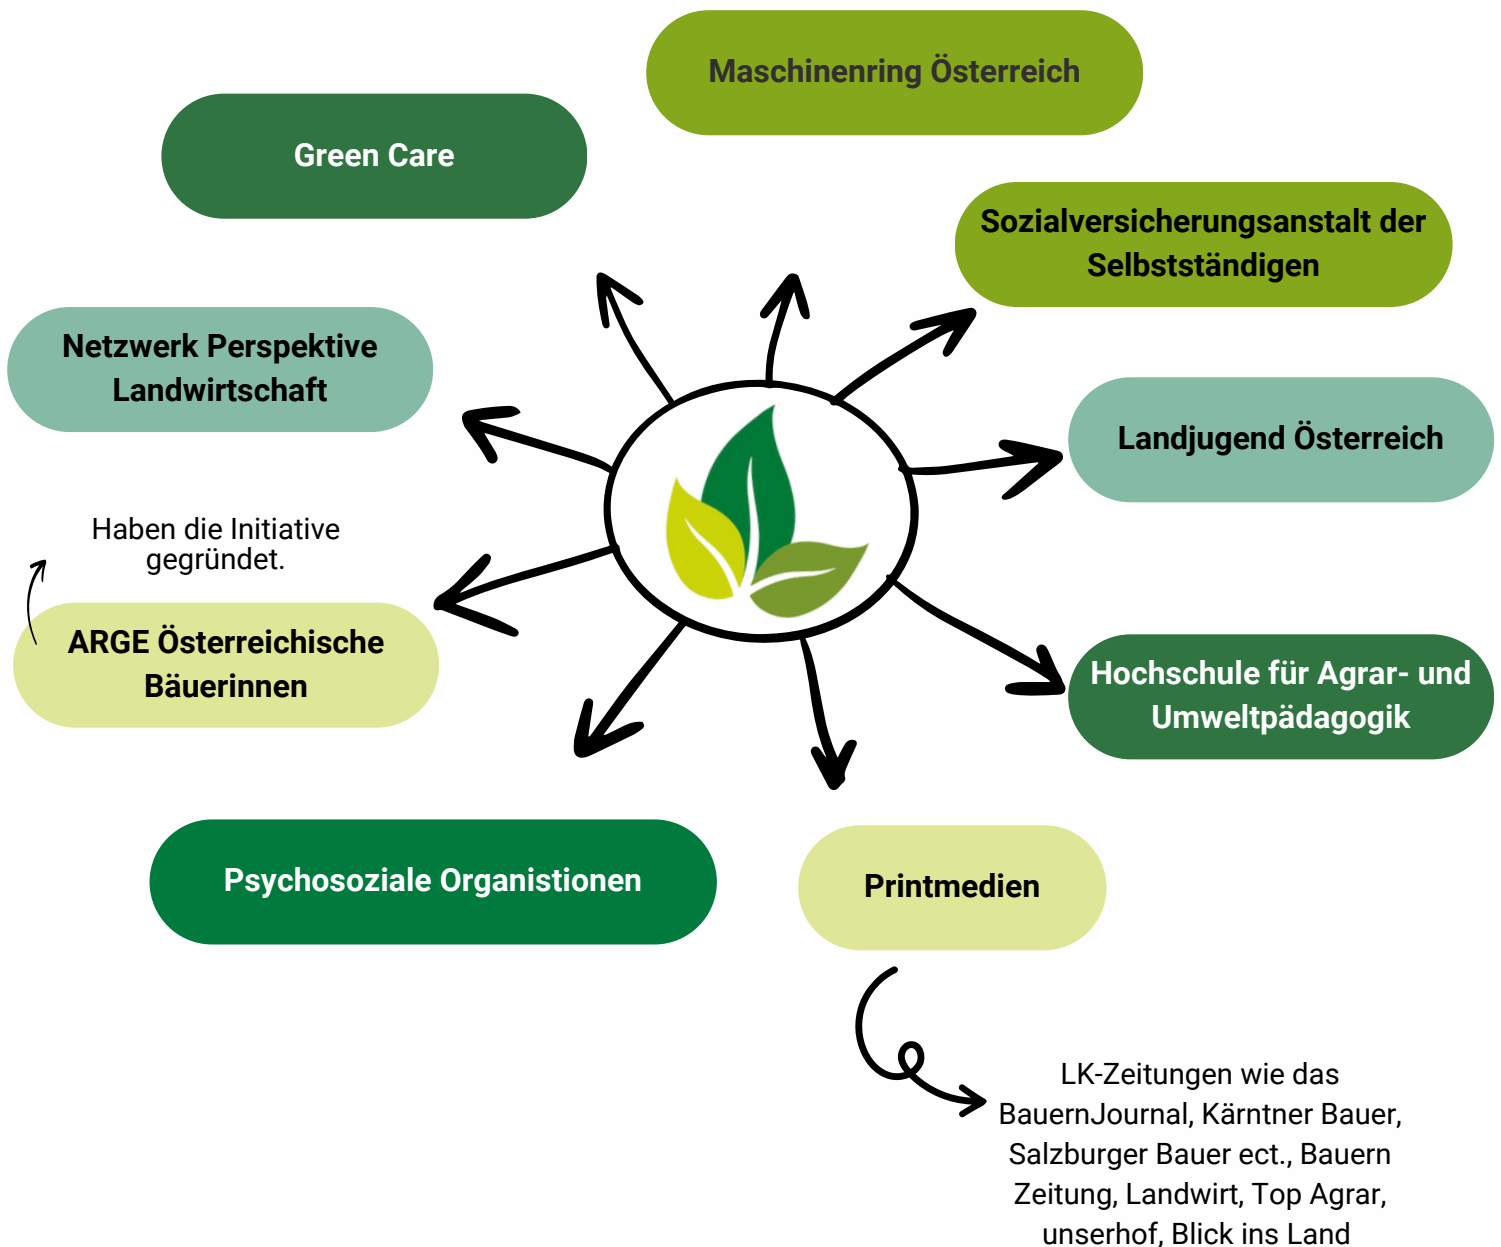 Maschinenring Österreich
Green Care
Sozialversicherungsanstalt der
Selbstständigen
Netzwerk Perspektive
Landwirtschaft
Landjugend Österreich
Haben die Initiative
gegründet.
ARGE Österreichische
Bäuerinnen
Hochschule für Agrar- und
Umweltpädagogik
Psychosoziale Organistionen
Printmedien
LK-Zeitungen wie das
BauernJournal, Kärntner Bauer,
Salzburger Bauer ect., Bauern
Zeitung, Landwirt, Top Agrar,
unserhof, Blick ins Land